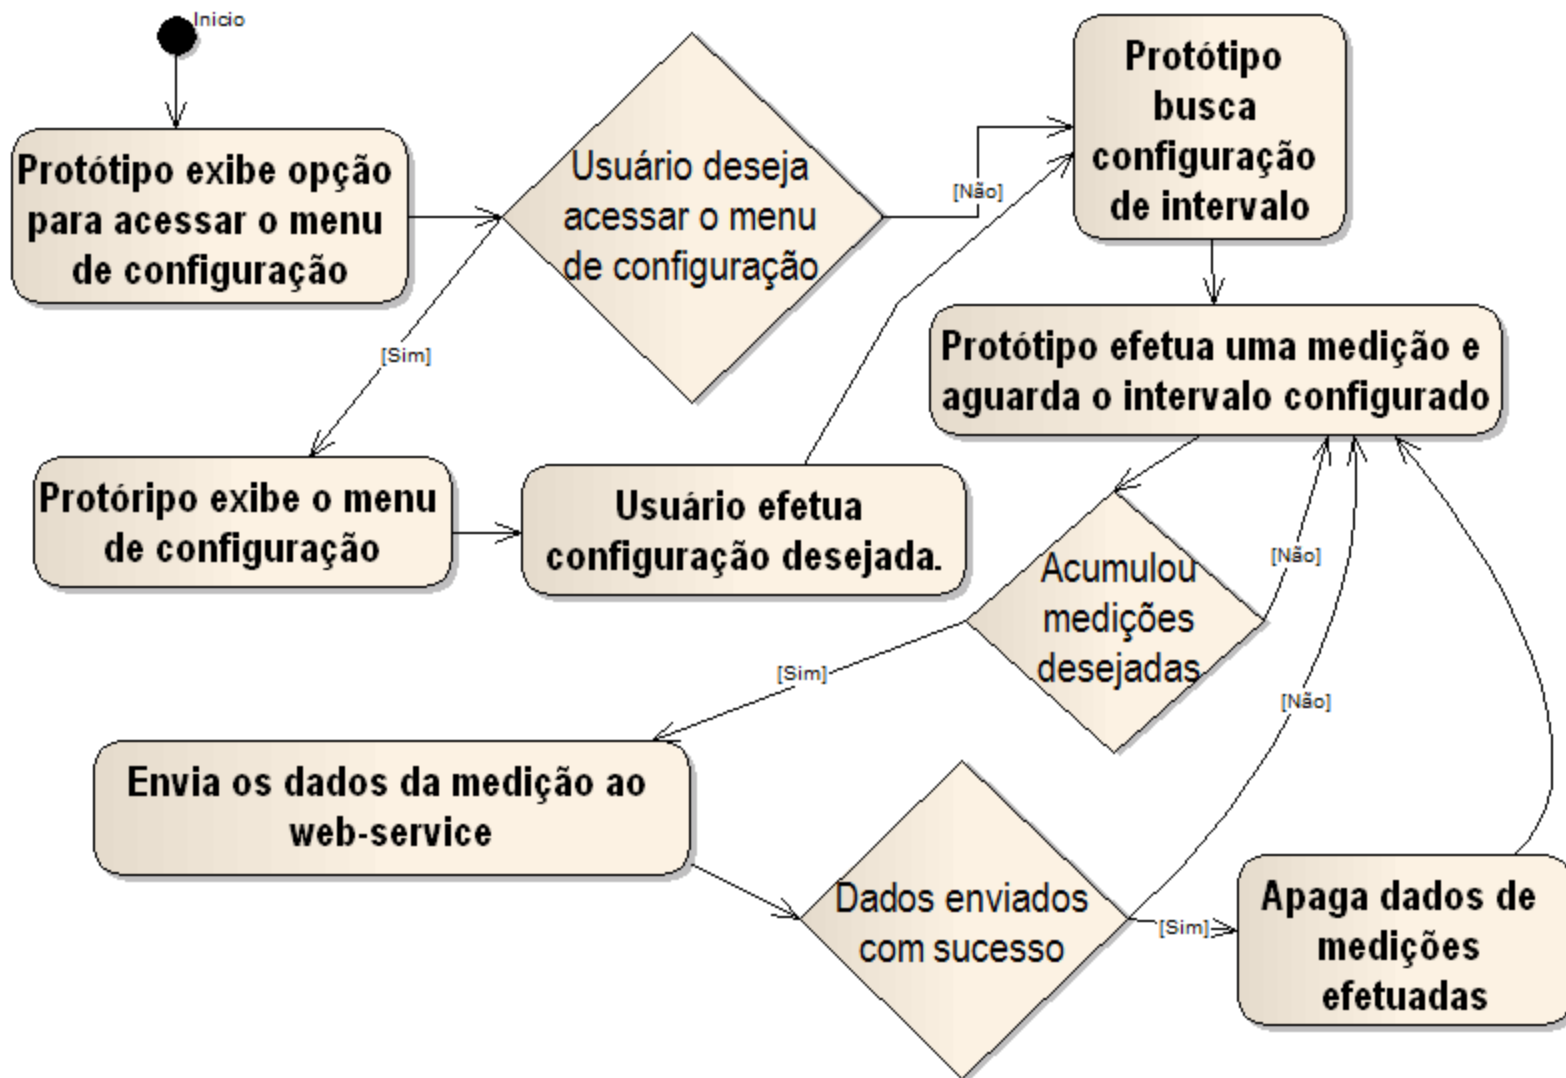 Inicio
Protótipo exibe opção
para acessar o menu
de configuração
Usuário deseja
acessar o menu
de configuração
[Não]
Protótipo
busca
configuração
de intervalo
[Sim]
Protótipo efetua uma medição e
aguarda o intervalo configurado
Protóripo exibe o menu
de configuração
Usuário efetua
configuração desejada.
Acumulou
medições
desejadas
[Não]
[Sim]
[Não]
Envia os dados da medição ao
web-service
Dados enviados
com sucesso
[Sim]
Apaga dados de
medições
efetuadas